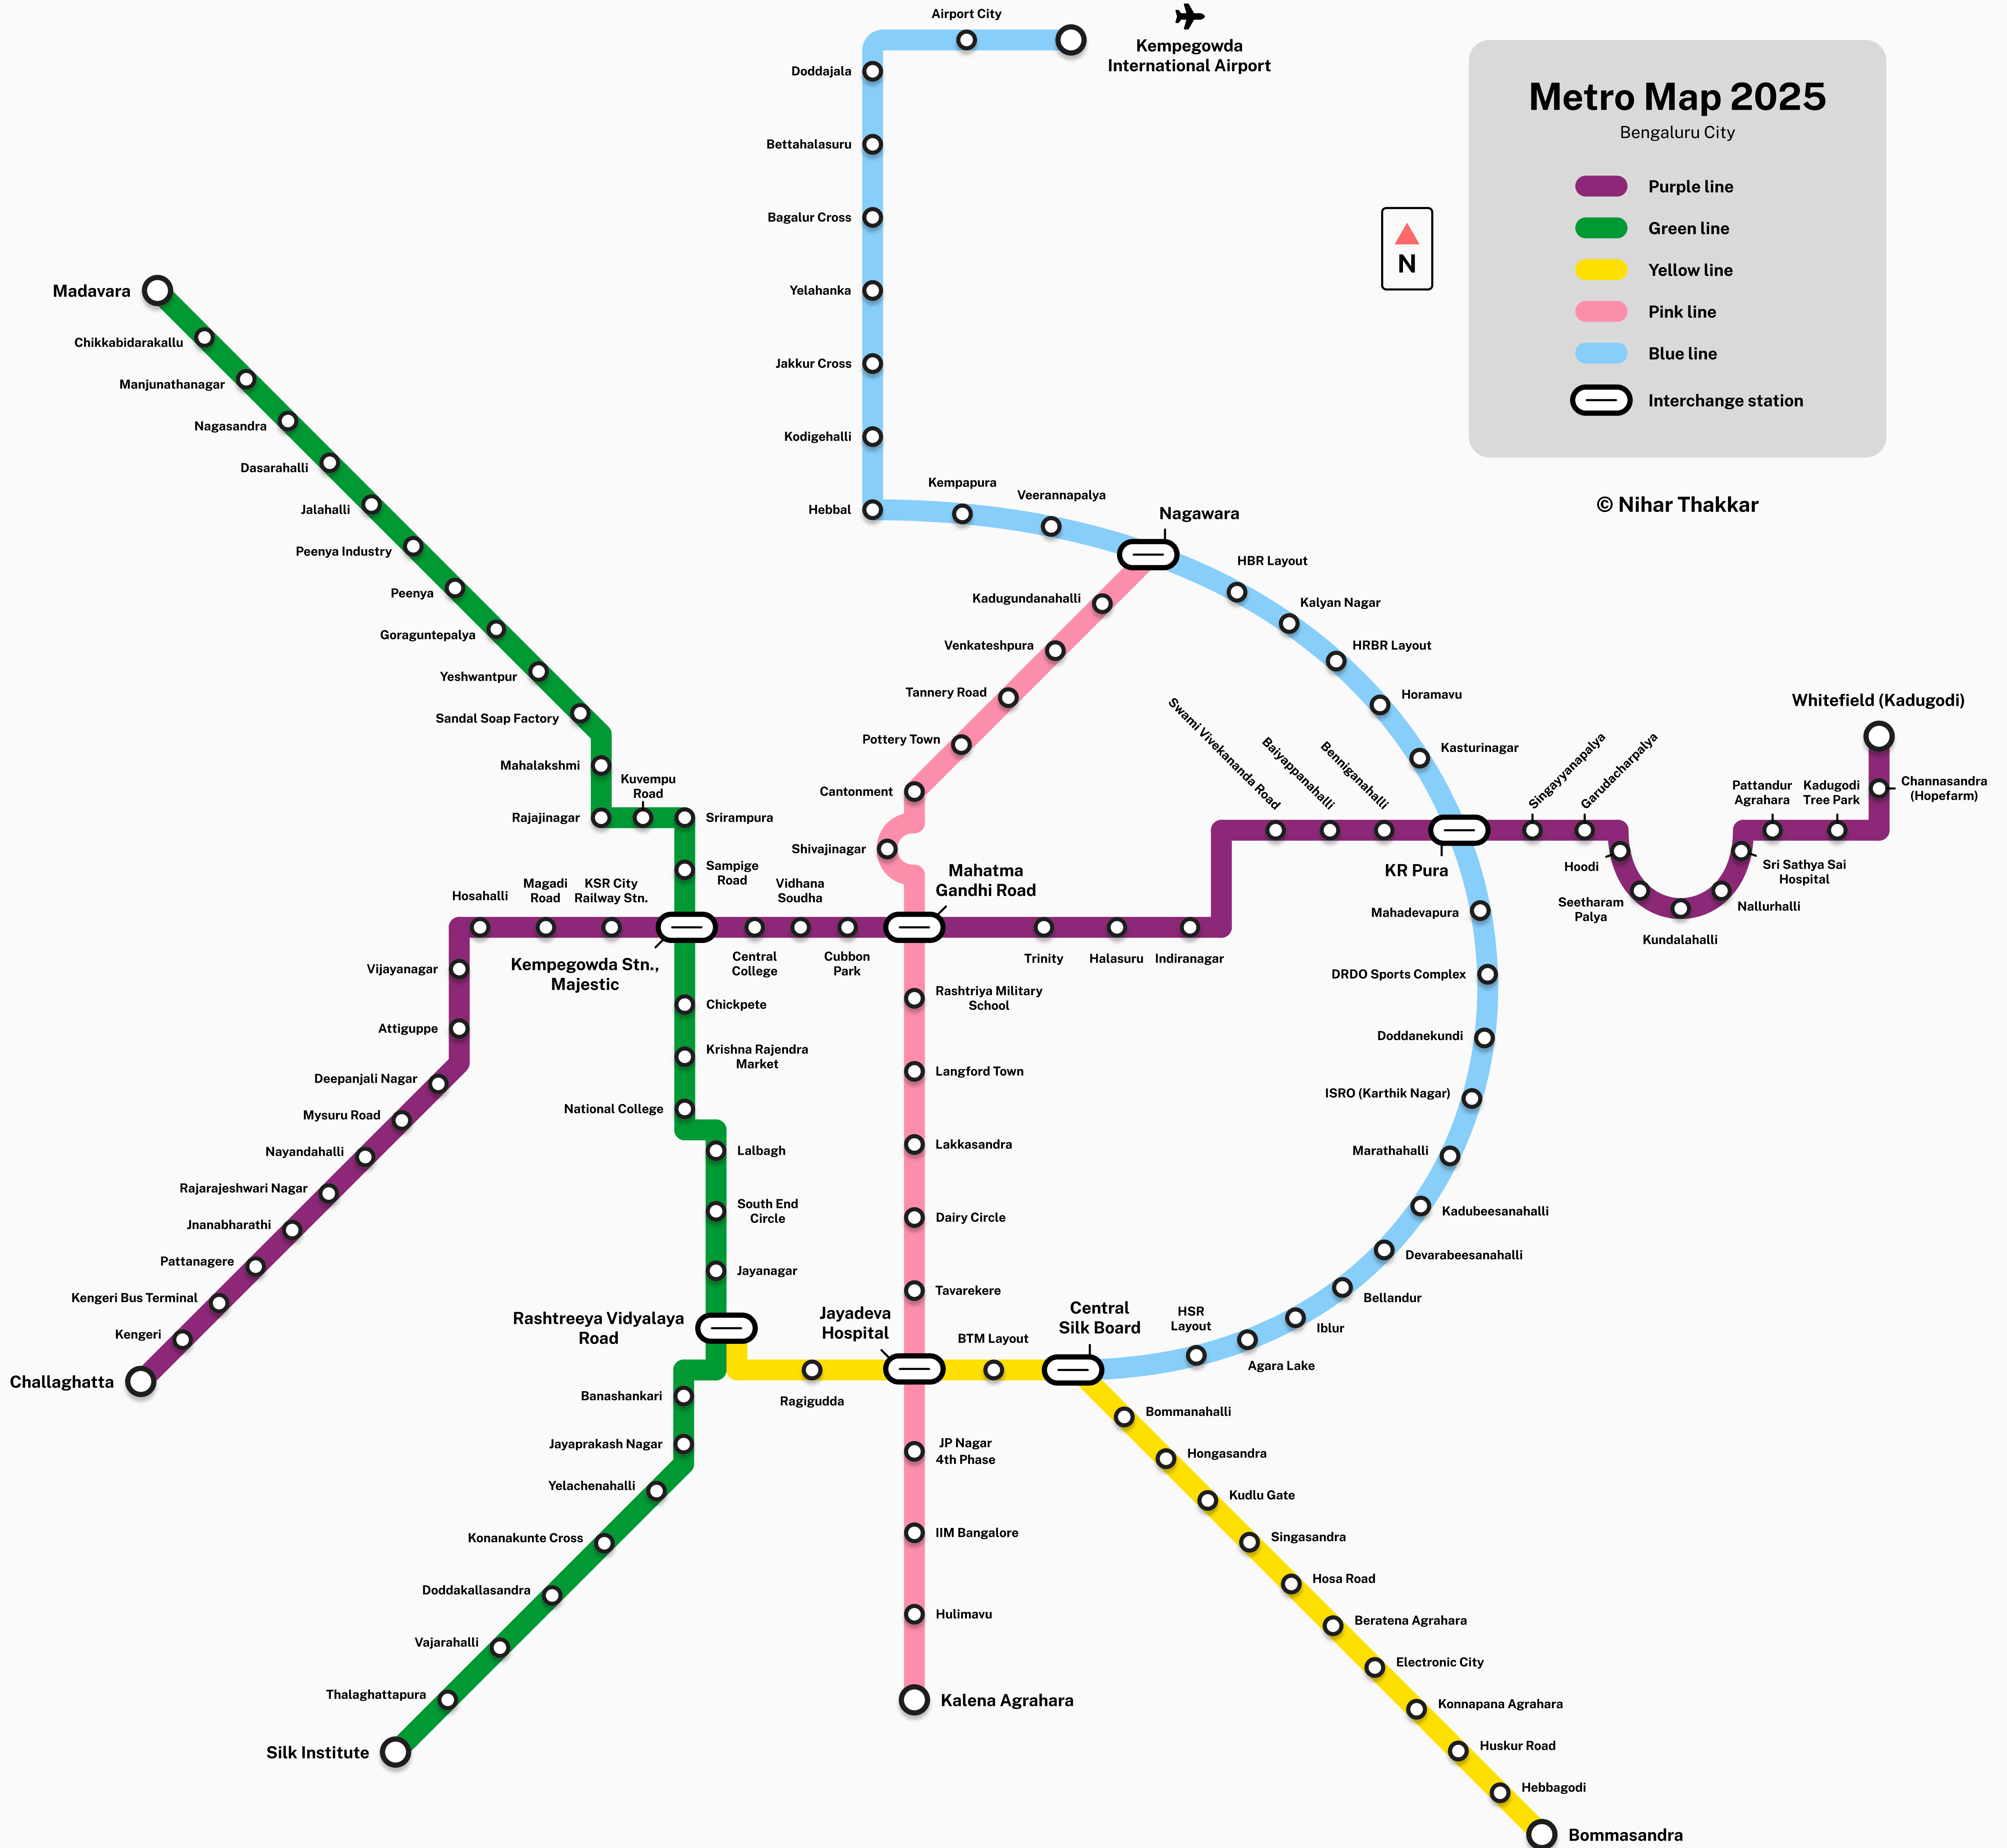 Airport City
Kempegowda
International Airport
Doddajala
Bettahalasuru
Bagalur Cross
Yelahanka
Jakkur Cross
Kodigehalli
Hebbal
Kempapura
Veerannapalya
Nagawara
Metro Map 2025
Bengaluru City
Purple line
Green line
Yellow line
Pink line
Blue line
Interchange station
N
© Nihar Thakkar
Madavara
Chikkabidarakallu
Manjunathanagar
Nagasandra
Dasarahalli
Jalahalli
Peenya Industry
Peenya
Goraguntepalya
Yeshwantpur
Sandal Soap Factory
Mahalakshmi
Rajajinagar
Kuvempu
Road
Srirampura
Sampige
Road
Kadugundanahalli
Venkateshpura
Tannery Road
Pottery Town
Cantonment
Shivajinagar
Mahatma
Gandhi Road
HBR Layout
Kalyan Nagar
HRBR Layout
Horamavu
Kasturinagar
Swami Vivekananda Road
Baiyappanahalli
Benniganahalli
KR Pura
Singayyanapalya
Garudacharpalya
Hoodi
Seetharam
Palya
Kundalahalli
Nallurhalli
Sri Sathya Sai
Hospital
Pattandur
Agrahara
Kadugodi
Tree Park
Channasandra
(Hopefarm)
Whitefield (Kadugodi)
Hosahalli
Magadi
Road
KSR City
Railway Stn.
Kempegowda Stn.,
Majestic
Central
College
Vidhana
Soudha
Cubbon
Park
Trinity
Halasuru
Indiranagar
Vijayanagar
Attiguppe
Deepanjali Nagar
Mysuru Road
Nayandahalli
Rajarajeshwari Nagar
Jnanabharathi
Pattanagere
Kengeri Bus Terminal
Kengeri
Challaghatta
Chickpete
Krishna Rajendra
Market
National College
Lalbagh
South End
Circle
Jayanagar
Rashtreeya Vidyalaya
Road
Banashankari
Jayaprakash Nagar
Yelachenahalli
Konanakunte Cross
Doddakallasandra
Vajarahalli
Thalaghattapura
Silk Institute
Rashtriya Military
School
Langford Town
Lakkasandra
Dairy Circle
Tavarekere
Jayadeva
Hospital
JP Nagar
4th Phase
IIM Bangalore
Hulimavu
Kalena Agrahara
Mahadevapura
DRDO Sports Complex
Doddanekundi
ISRO (Karthik Nagar)
Marathahalli
Kadubeesanahalli
Devarabeesanahalli
Bellandur
Iblur
Agara Lake
HSR
Layout
Central
Silk Board
BTM Layout
Ragigudda
Bommanahalli
Hongasandra
Kudlu Gate
Singasandra
Hosa Road
Beratena Agrahara
Electronic City
Konnapana Agrahara
Huskur Road
Hebbagodi
Bommasandra